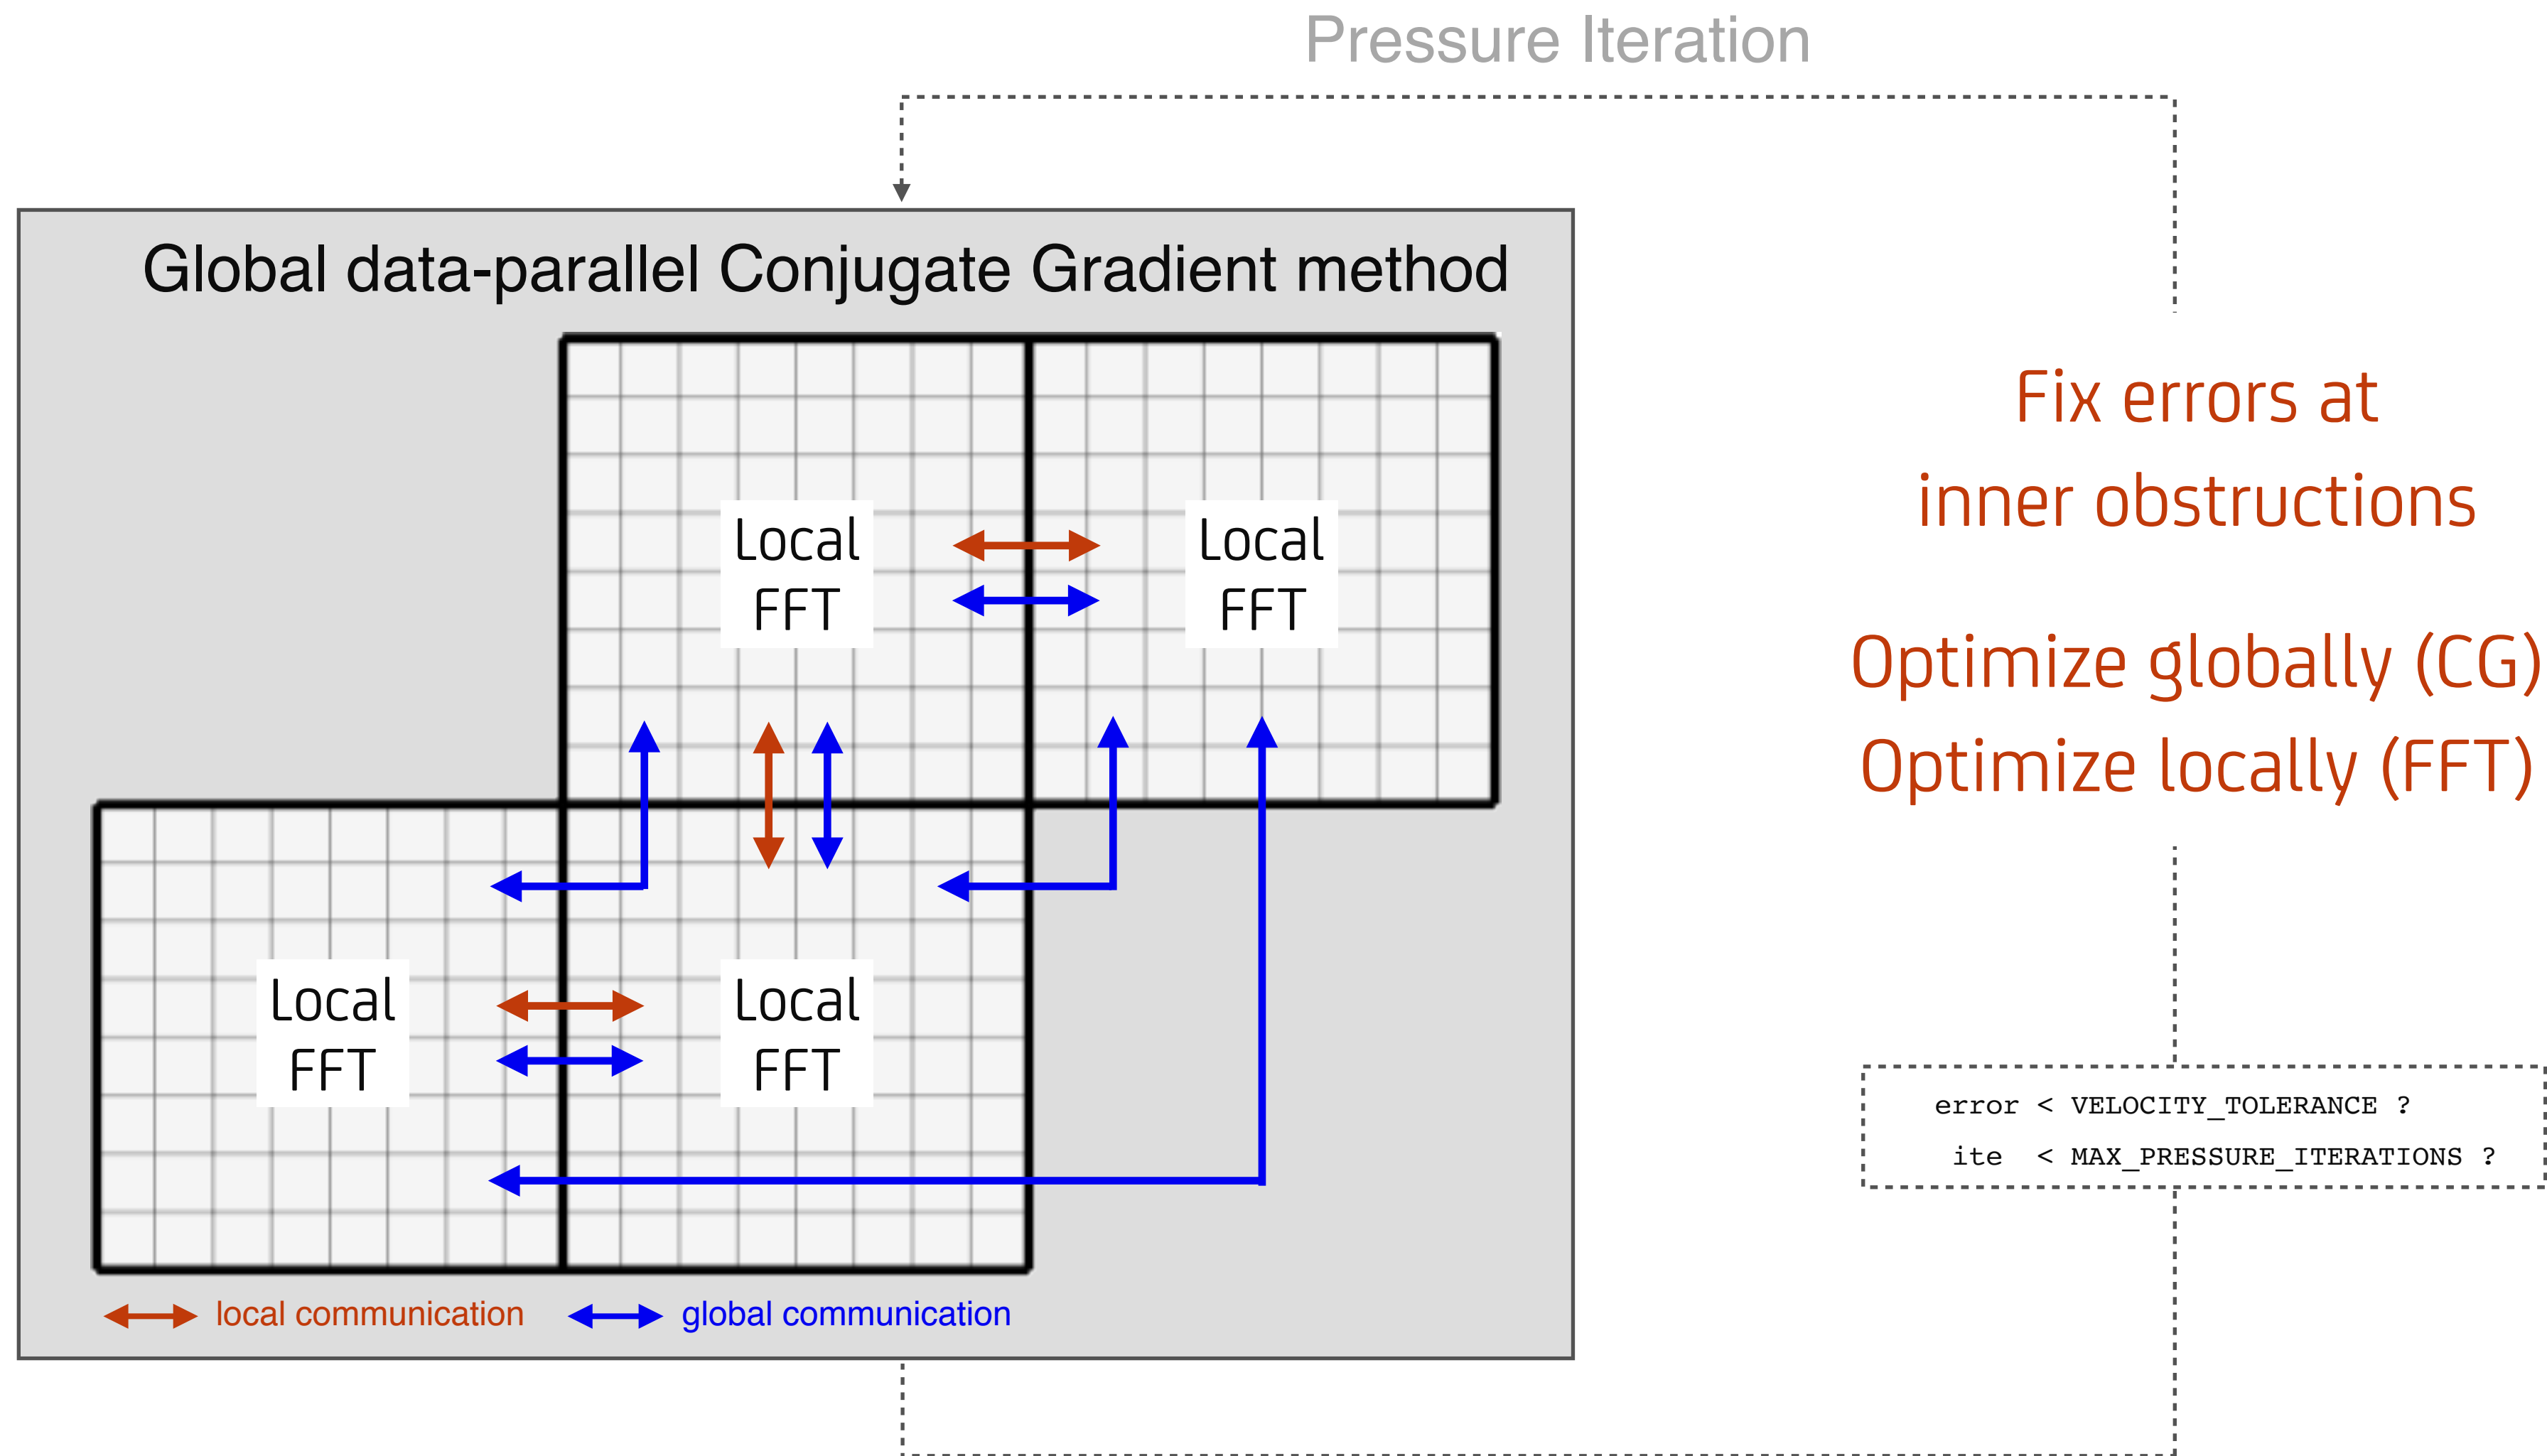 Pressure Iteration
Global data-parallel Conjugate Gradient method
Local
FFT
Local
FFT
Local
FFT
Local
FFT
local communication
global communication
Fix errors at
inner obstructions
Optimize globally (CG)
Optimize locally (FFT)
error < VELOCITY_TOLERANCE ?
ite < MAX_PRESSURE_ITERATIONS ?